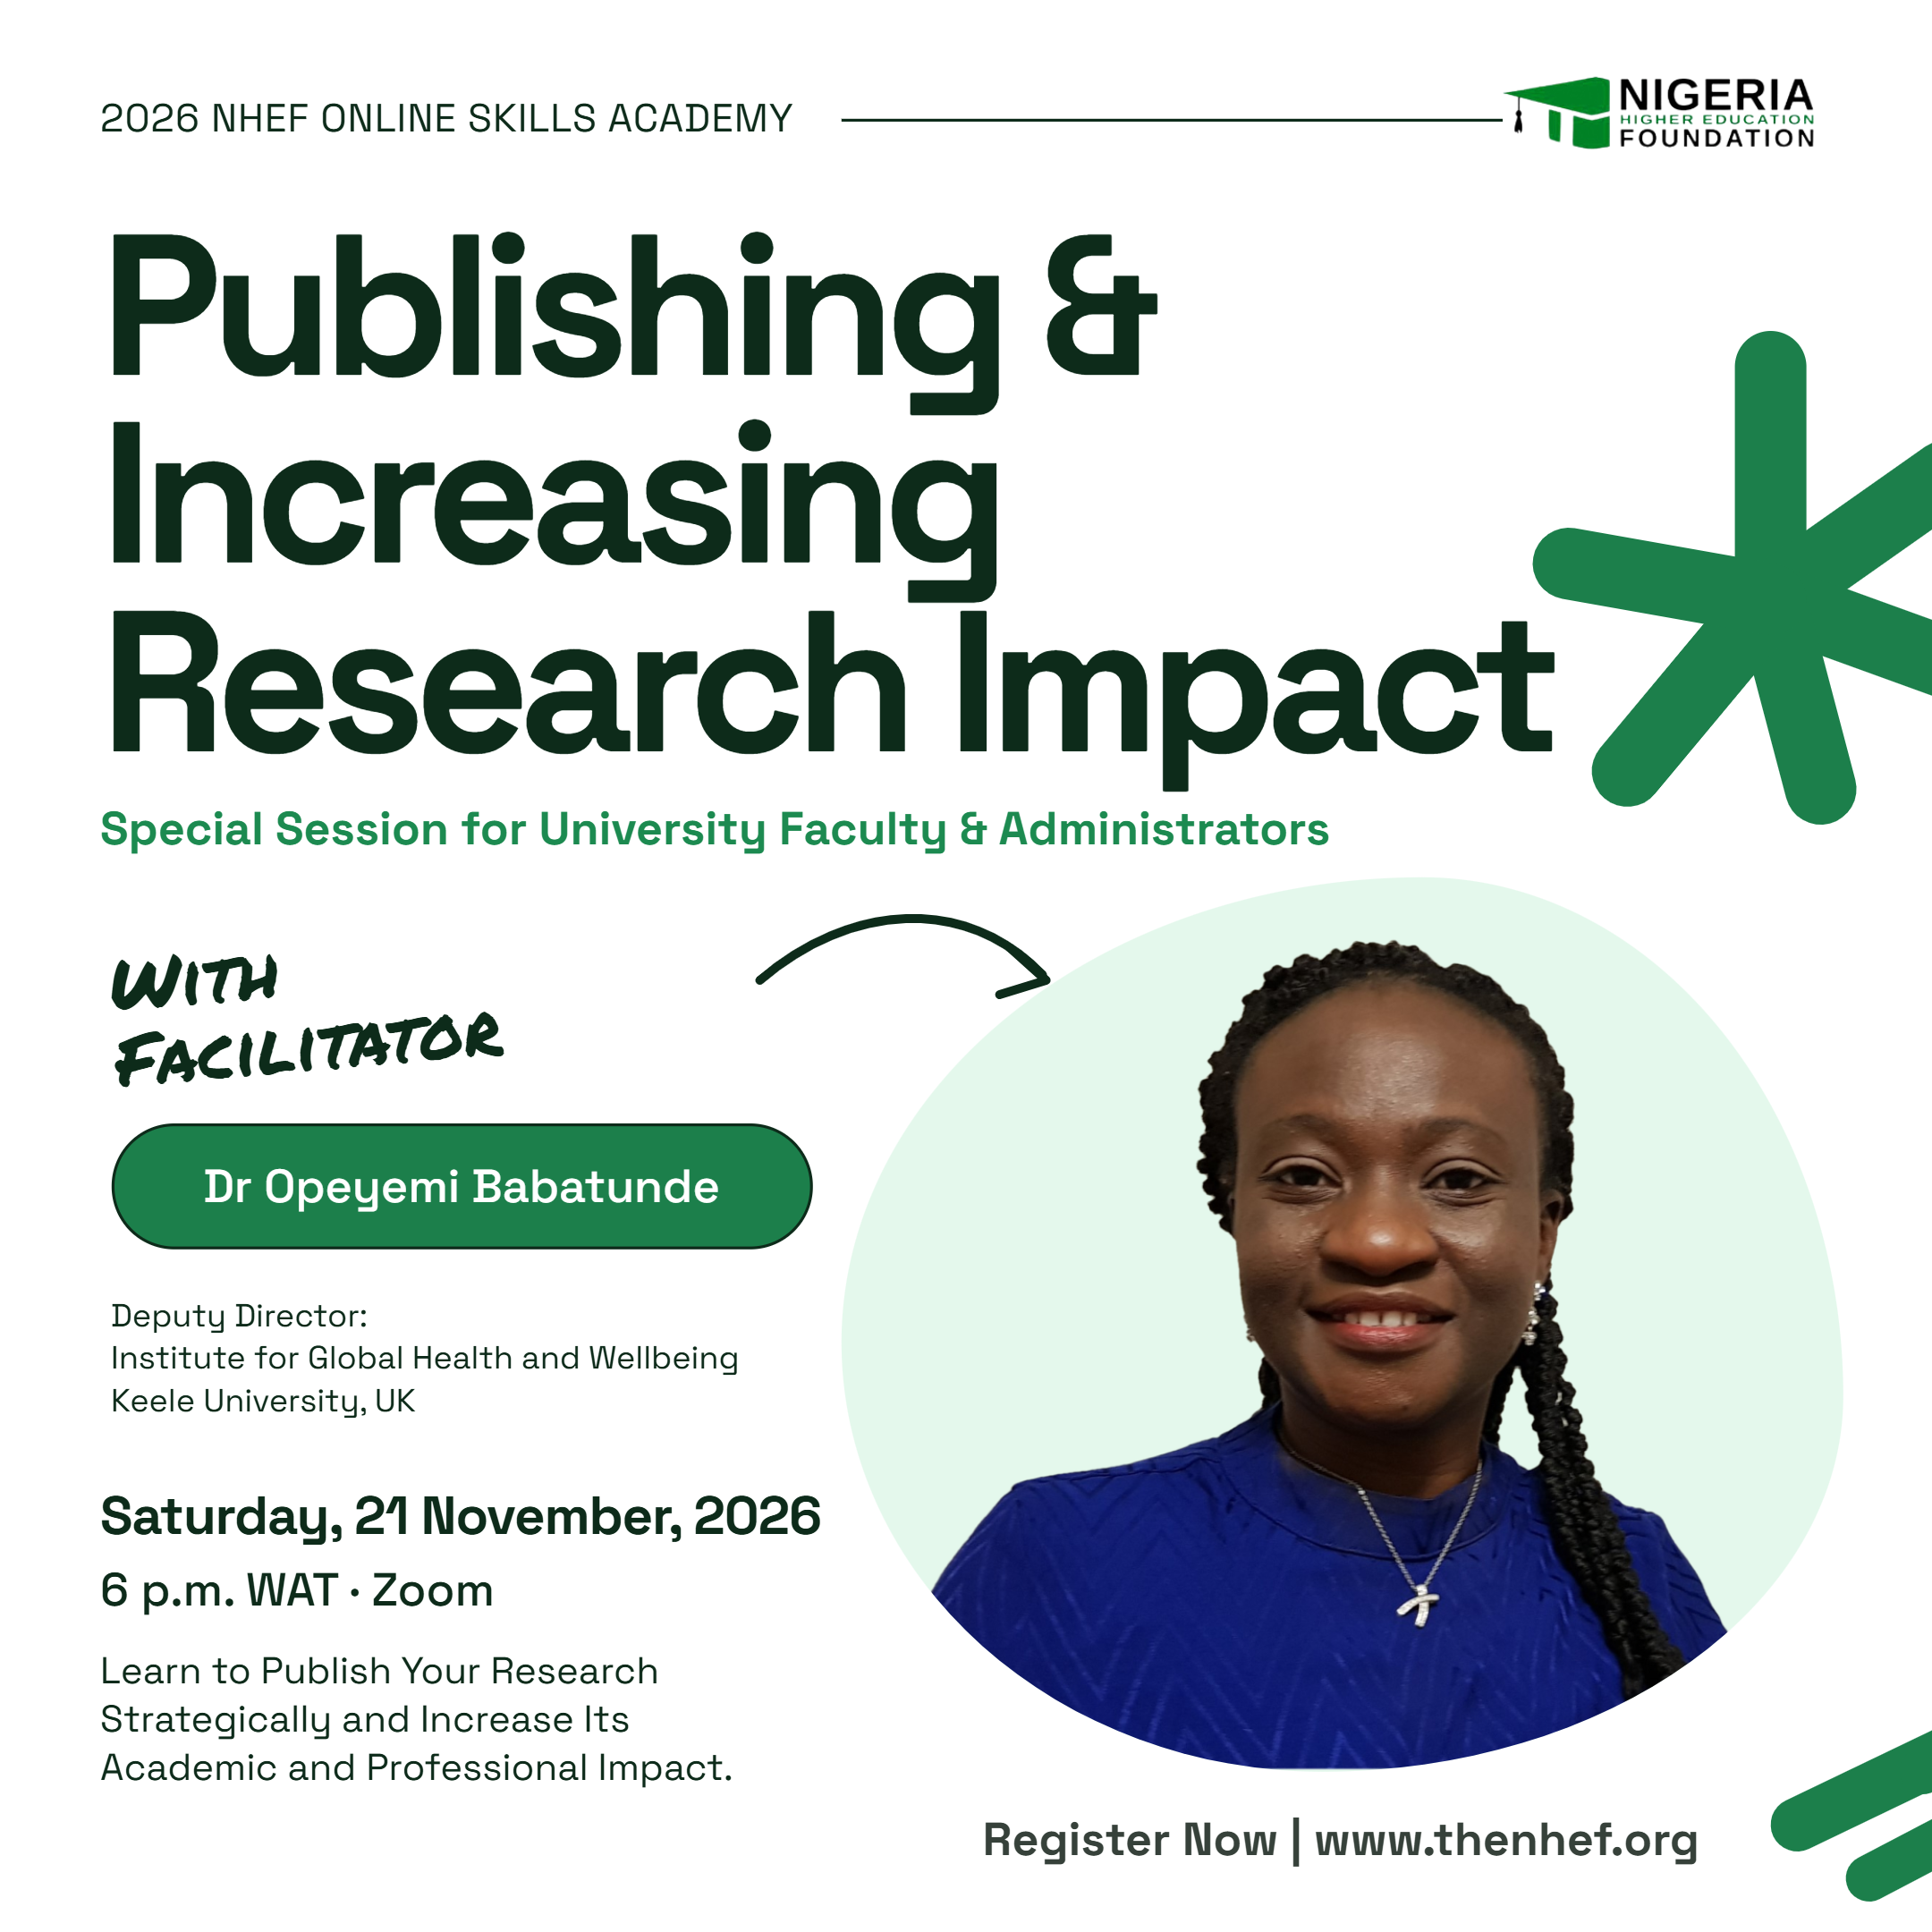 2026 NHEF ONLINE SKILLS ACADEMY
NIGERIA
HIGHER EDUCATION
FOUNDATION
Publishing &
Increasing
Research Impact
Special Session for University Faculty & Administrators
WITH
FACILITATOR
Dr Opeyemi Babatunde
Deputy Director:
Institute for Global Health and Wellbeing
Keele University, UK
Saturday, 21 November, 2026
6 p.m. WAT · Zoom
Learn to Publish Your Research
Strategically and Increase Its
Academic and Professional Impact.
Register Now | www.thenhef.org